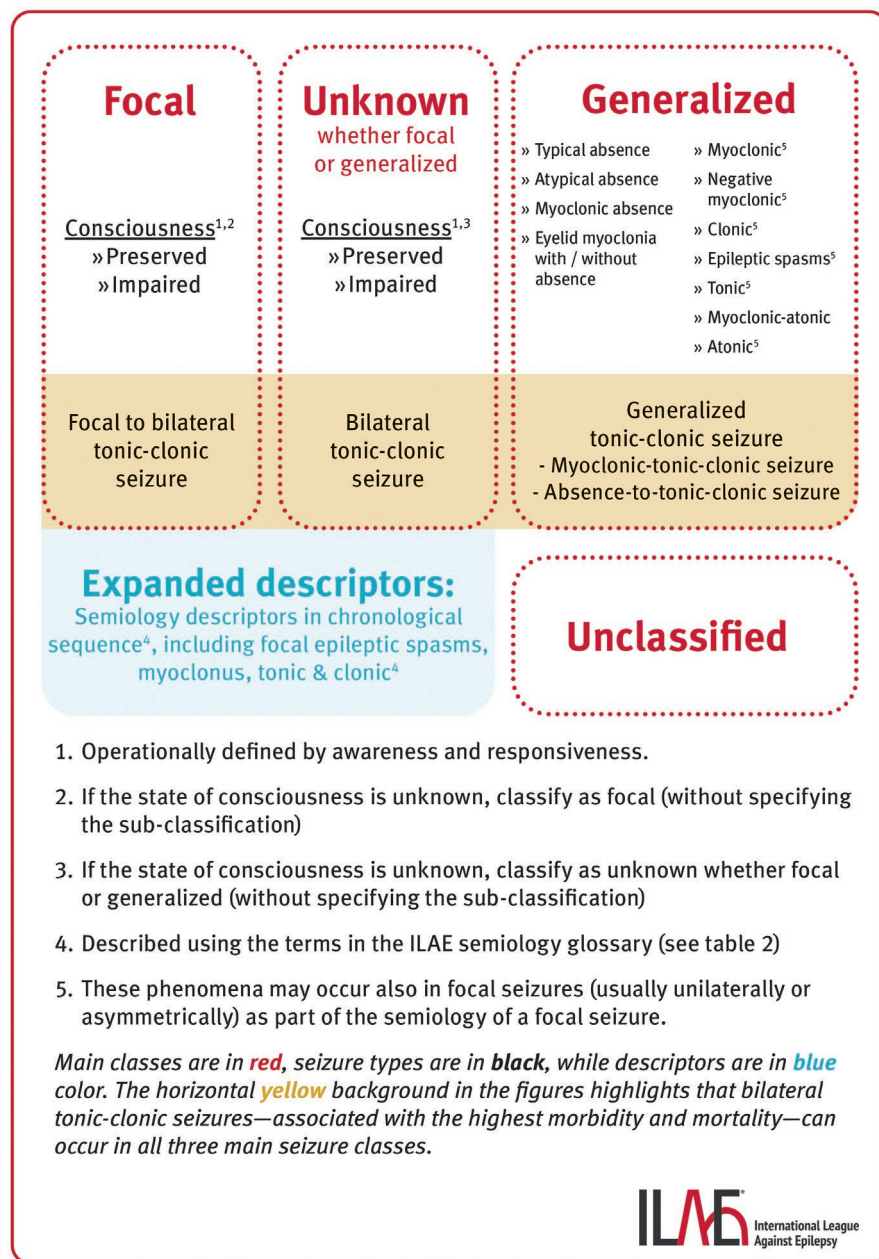 Focal
Consciousness1,2
» Preserved
» Impaired
Focal to bilateral
tonic-clonic
seizure
Unknown
whether focal
or generalized
Consciousness1,3
» Preserved
» Impaired
Bilateral
tonic-clonic
seizure
Generalized
» Typical absence
» Atypical absence
» Myoclonic absence
» Eyelid myoclonia
with / without
absence
» Myoclonic5
» Negative
myoclonic5
» Clonic5
» Epileptic spasms5
» Tonic5
» Myoclonic-atonic
» Atonic5
Generalized
tonic-clonic seizure
- Myoclonic-tonic-clonic seizure
- Absence-to-tonic-clonic seizure
Expanded descriptors:
Semiology descriptors in chronological
sequence4, including focal epileptic spasms,
myoclonus, tonic & clonic4
Unclassified
1. Operationally defined by awareness and responsiveness.
2. If the state of consciousness is unknown, classify as focal (without specifying
the sub-classification)
3. If the state of consciousness is unknown, classify as unknown whether focal
or generalized (without specifying the sub-classification)
4. Described using the terms in the ILAE semiology glossary (see table 2)
5. These phenomena may occur also in focal seizures (usually unilaterally or
asymmetrically) as part of the semiology of a focal seizure.
Main classes are in red, seizure types are in black, while descriptors are in blue
color. The horizontal yellow background in the figures highlights that bilateral
tonic-clonic seizures—associated with the highest morbidity and mortality—can
occur in all three main seizure classes.
ILAE
International League
Against Epilepsy